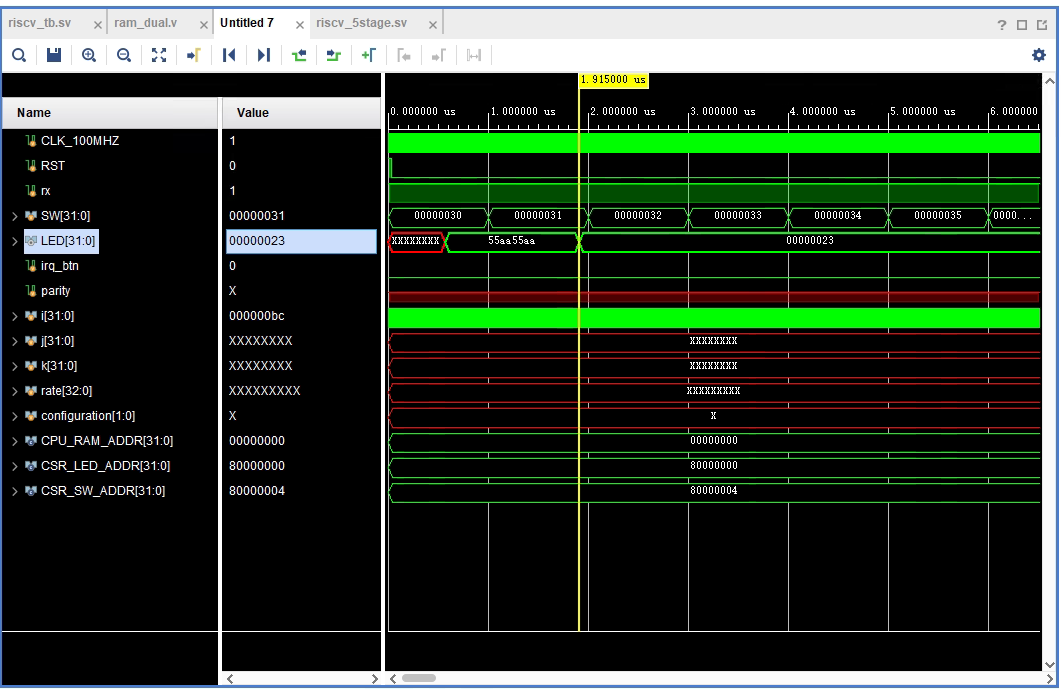 riscv_tb.sv × ram_dual.v × Untitled 7 × riscv_5stage.sv × ?
1.915000 us
Name Value 0.000000 us 1.000000 us 2.000000 us 3.000000 us 4.000000 us 5.000000 us 6.000000
CLK_100MHZ 1
RST 0
rx 1
SW[31:0] 00000031 00000030 00000031 00000032 00000033 00000034 00000035 0000...
LED[31:0] 00000023 XXXXXXXX 55aa55aa 00000023
irq_btn 0
parity X
i[31:0] 000000bc
j[31:0] XXXXXXXX XXXXXXXX
k[31:0] XXXXXXXX XXXXXXXX
rate[32:0] XXXXXXXXX XXXXXXXXX
configuration[1:0] X X
CPU_RAM_ADDR[31:0] 00000000 00000000
CSR_LED_ADDR[31:0] 80000000 80000000
CSR_SW_ADDR[31:0] 80000004 80000004